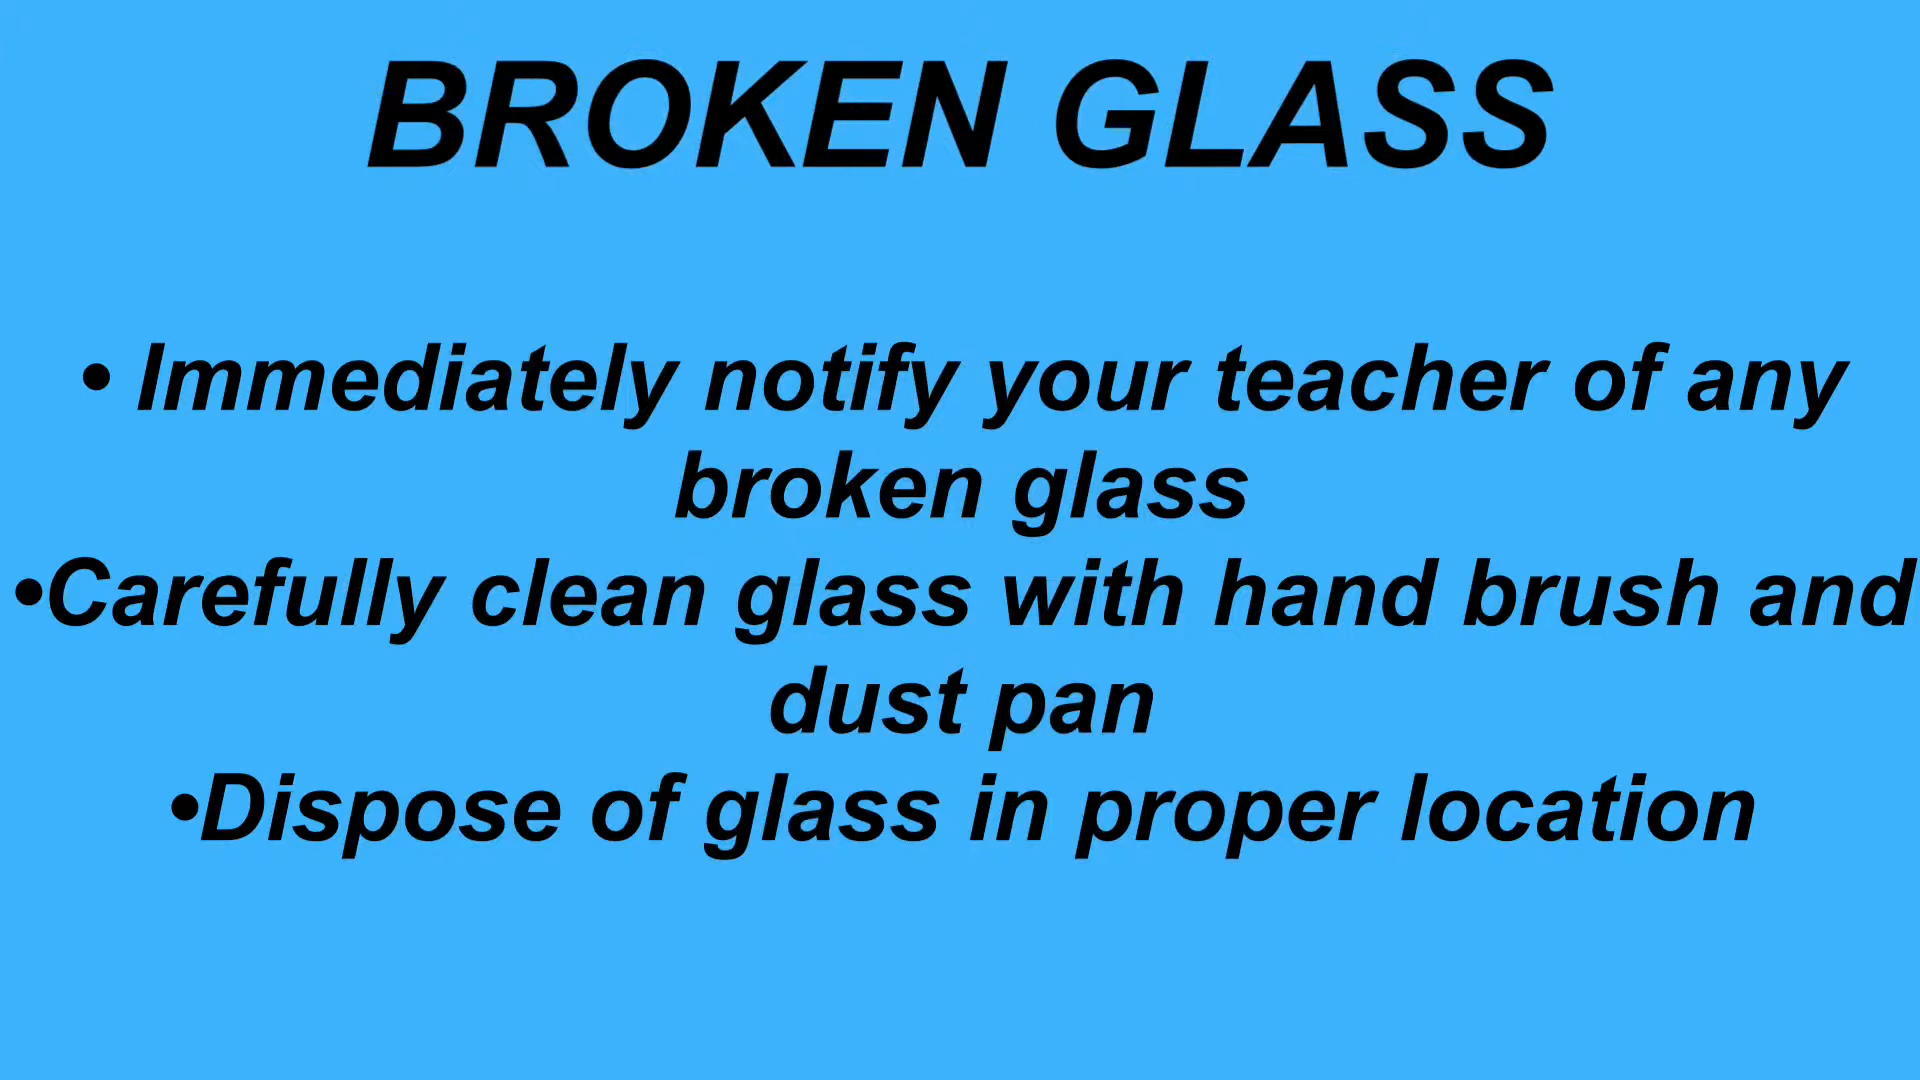 BROKEN GLASS
• Immediately notify your teacher of any
broken glass
•Carefully clean glass with hand brush and
dust pan
•Dispose of glass in proper location